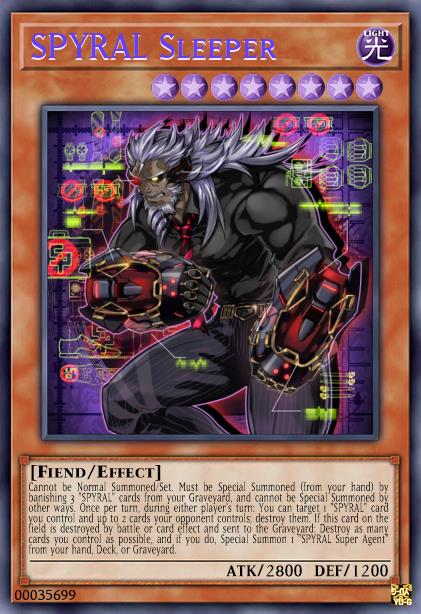 SPYRAL SLEEPER
LIGHT
光
[FIEND/EFFECT]
Cannot be Normal Summoned/Set. Must be Special Summoned (from your hand) by
banishing 3 "SPYRAL" cards from your Graveyard, and cannot be Special Summoned by
other ways. Once per turn, during either player's turn: You can target 1 "SPYRAL" card
you control and up to 2 cards your opponent controls; destroy them. If this card on the
field is destroyed by battle or card effect and sent to the Graveyard: Destroy as many
cards you control as possible, and if you do, Special Summon 1 "SPYRAL Super Agent"
from your hand, Deck, or Graveyard.
ATK/2800 DEF/1200
00035699